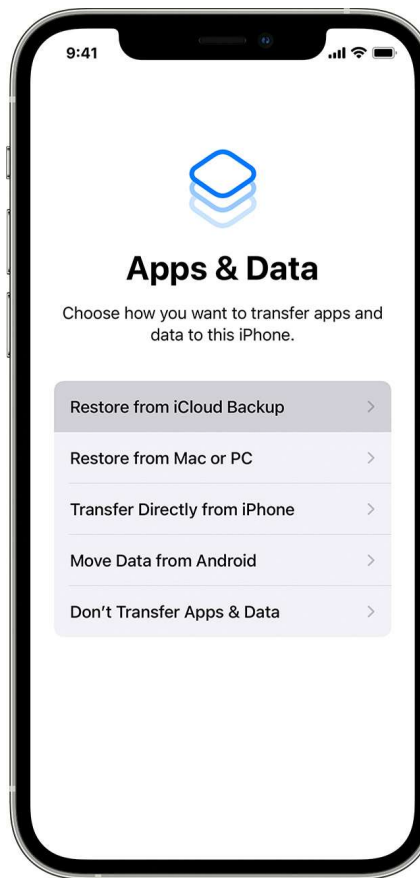 9:41
Apps & Data
Choose how you want to transfer apps and
data to this iPhone.
Restore from iCloud Backup
Restore from Mac or PC
Transfer Directly from iPhone
Move Data from Android
Don’t Transfer Apps & Data